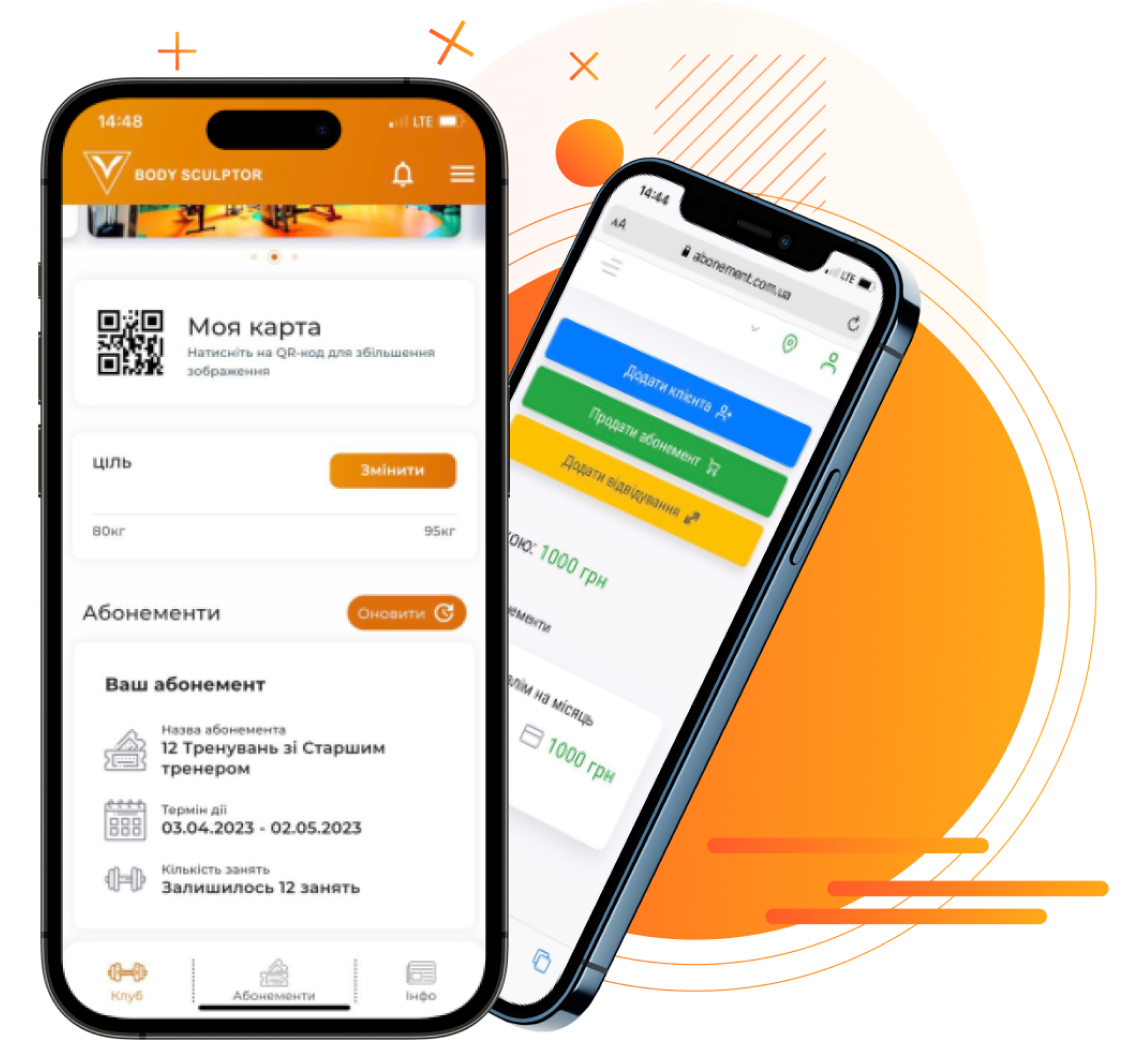 14:48
LTE
BODY SCULPTOR
Моя карта
Натисніть на QR-код для збільшення
зображення
ЦІЛЬ
Змінити
80кг
95кг
Абонементи
Оновити
Ваш абонемент
Назва абонемента
12 Тренувань зі Старшим
тренером
Термін дії
03.04.2023 - 02.05.2023
Кількість занять
Залишилось 12 занять
Клуб
Абонементи
Інфо
14:44
LTE
AA
abonement.com.ua
Додати клієнта
Продати абонемент
Додати відвідування
1000 грн
на місяць
1000 грн